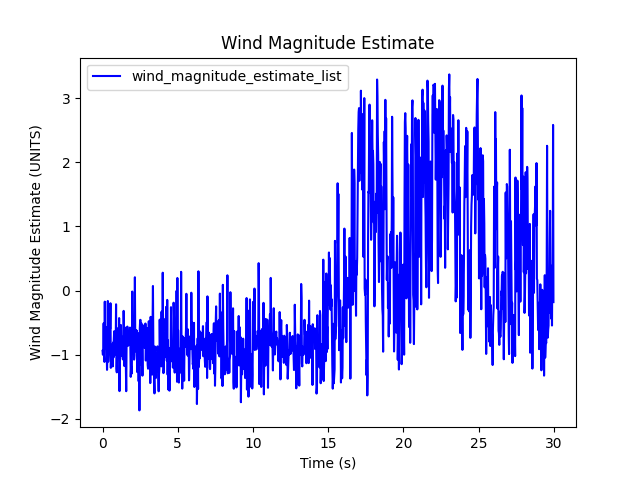 Wind Magnitude Estimate
wind_magnitude_estimate_list
Wind Magnitude Estimate (UNITS)
3
2
1
0
−1
−2
0 5 10 15 20 25 30
Time (s)